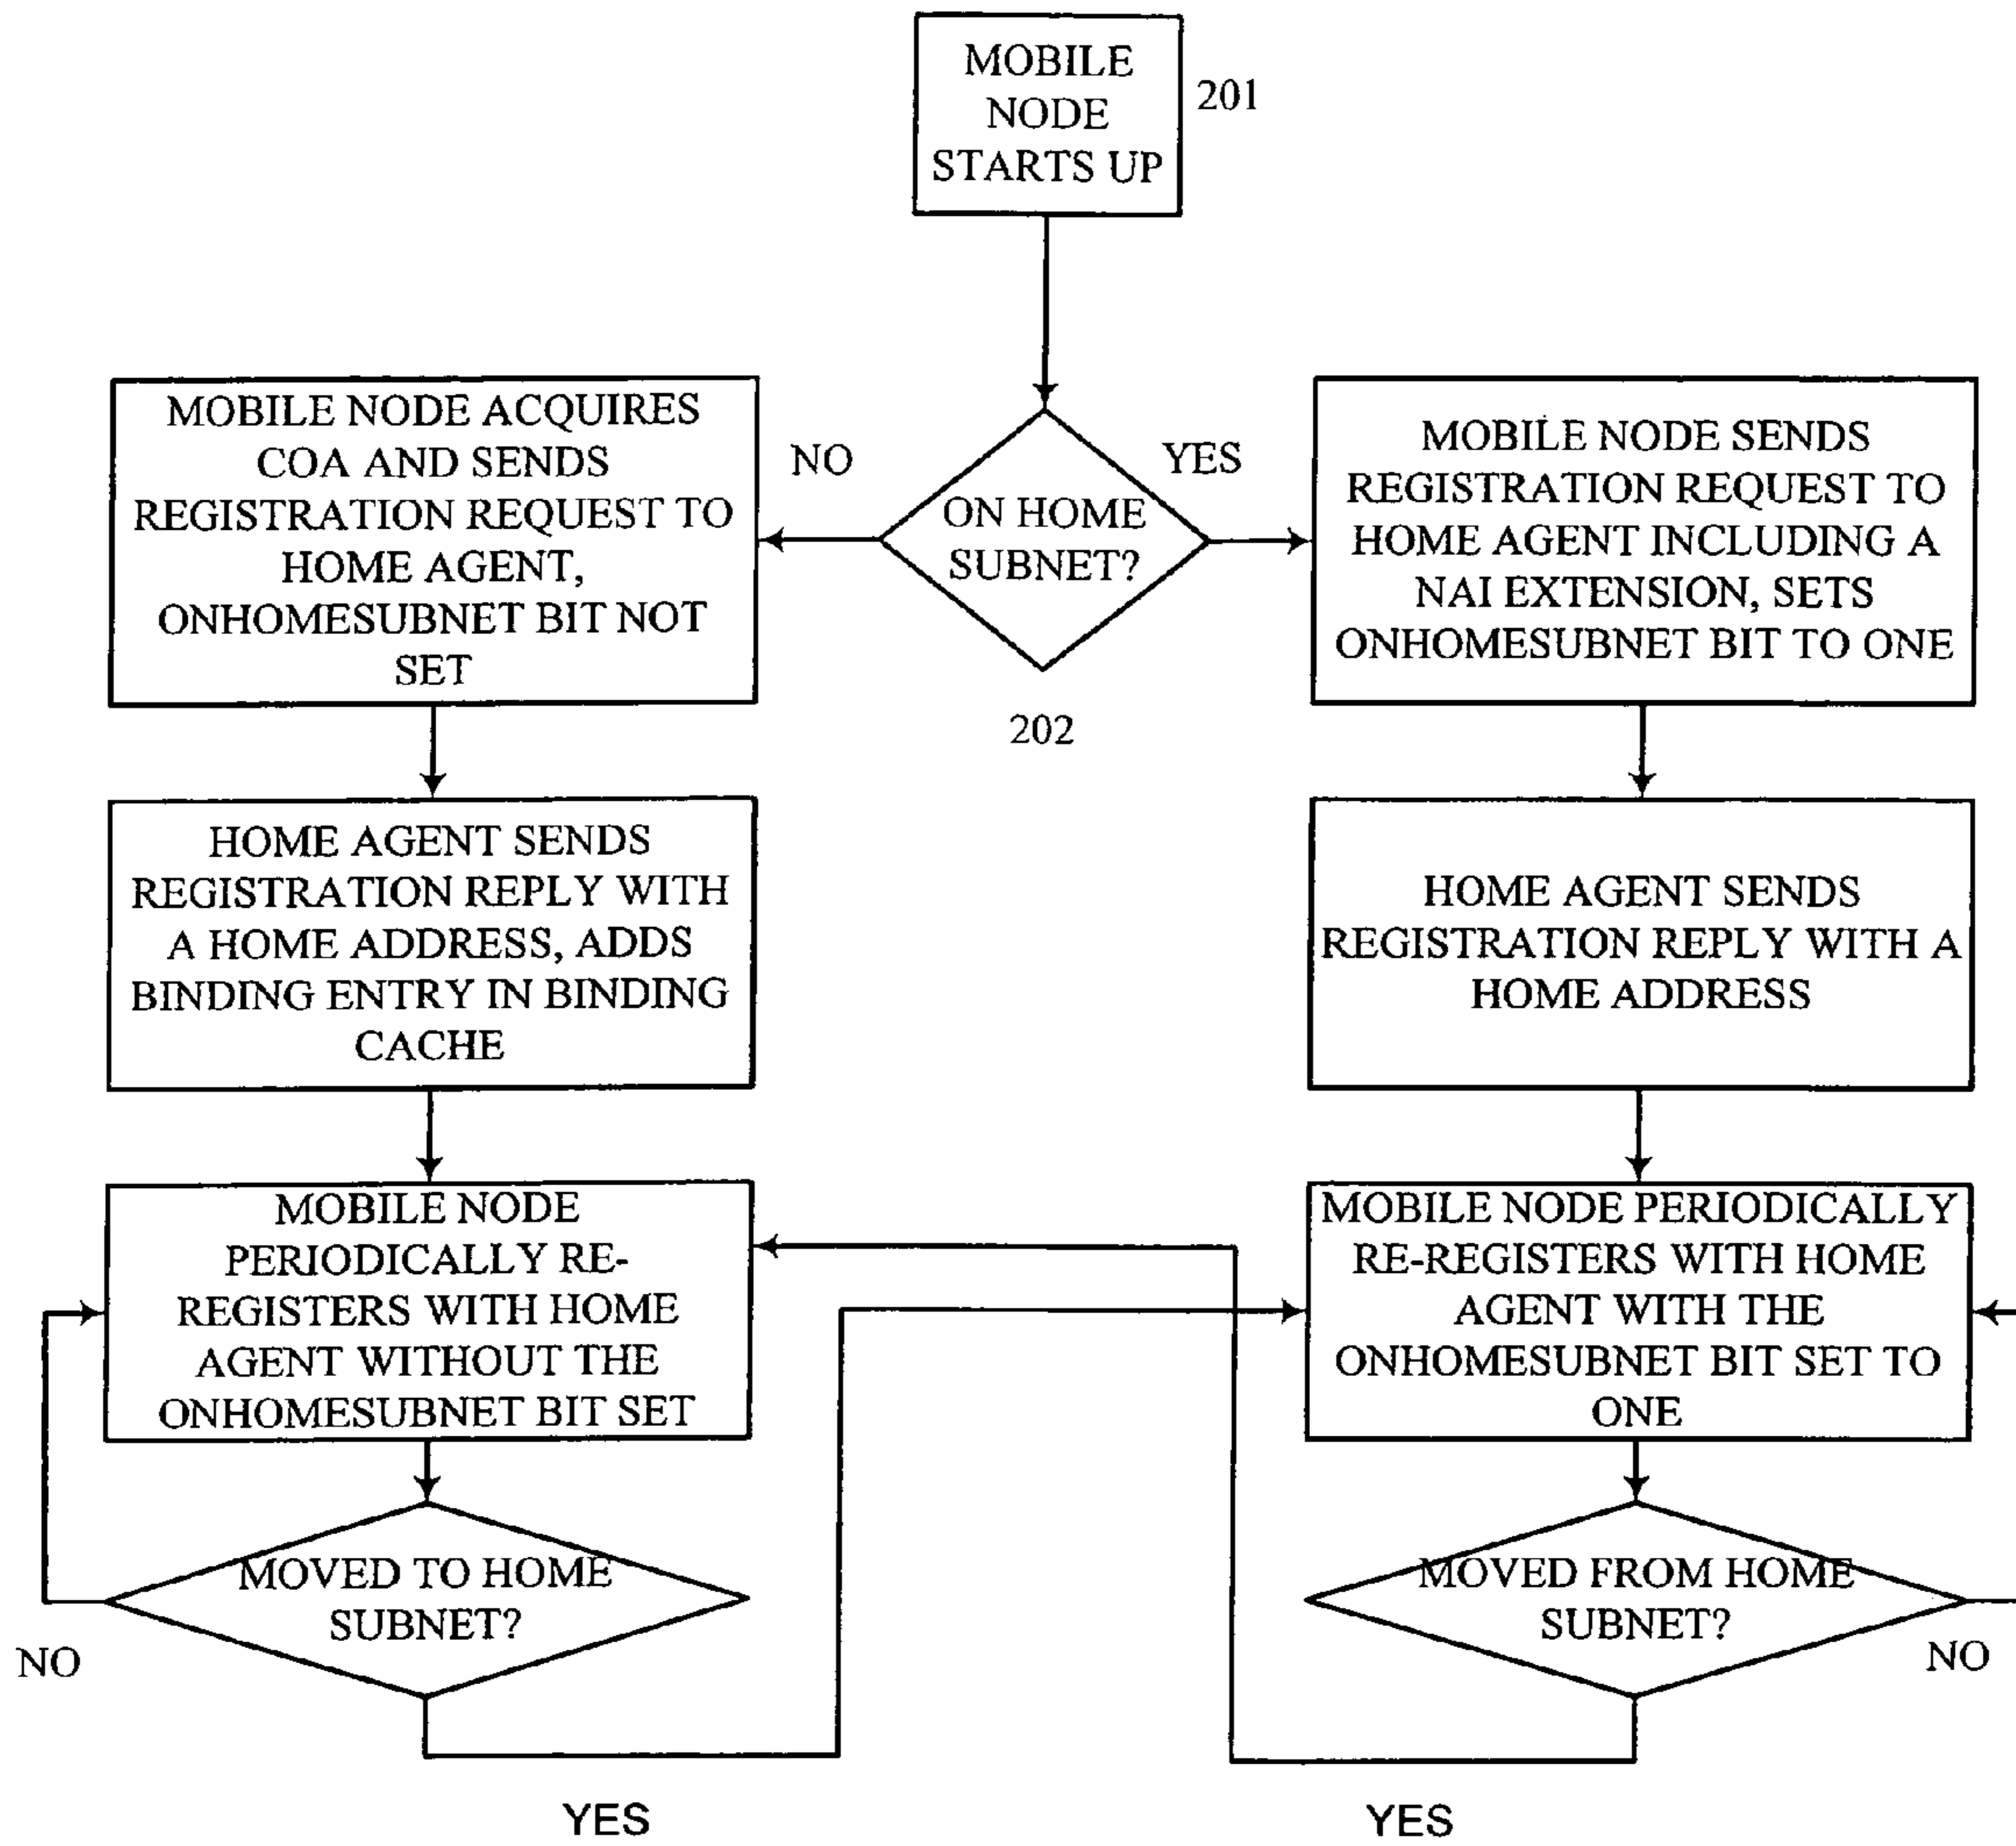 MOBILE
NODE
STARTS UP
201
MOBILE NODE ACQUIRES
COA AND SENDS
REGISTRATION REQUEST TO
HOME AGENT,
ONHOMESUBNET BIT NOT
SET
NO
ON HOME
SUBNET?
YES
202
MOBILE NODE SENDS
REGISTRATION REQUEST TO
HOME AGENT INCLUDING A
NAI EXTENSION, SETS
ONHOMESUBNET BIT TO ONE
HOME AGENT SENDS
REGISTRATION REPLY WITH
A HOME ADDRESS, ADDS
BINDING ENTRY IN BINDING
CACHE
HOME AGENT SENDS
REGISTRATION REPLY WITH A
HOME ADDRESS
MOBILE NODE
PERIODICALLY RE-
REGISTERS WITH HOME
AGENT WITHOUT THE
ONHOMESUBNET BIT SET
MOBILE NODE PERIODICALLY
RE-REGISTERS WITH HOME
AGENT WITH THE
ONHOMESUBNET BIT SET TO
ONE
MOVED TO HOME
SUBNET?
NO
MOVED FROM HOME
SUBNET?
NO
YES
YES